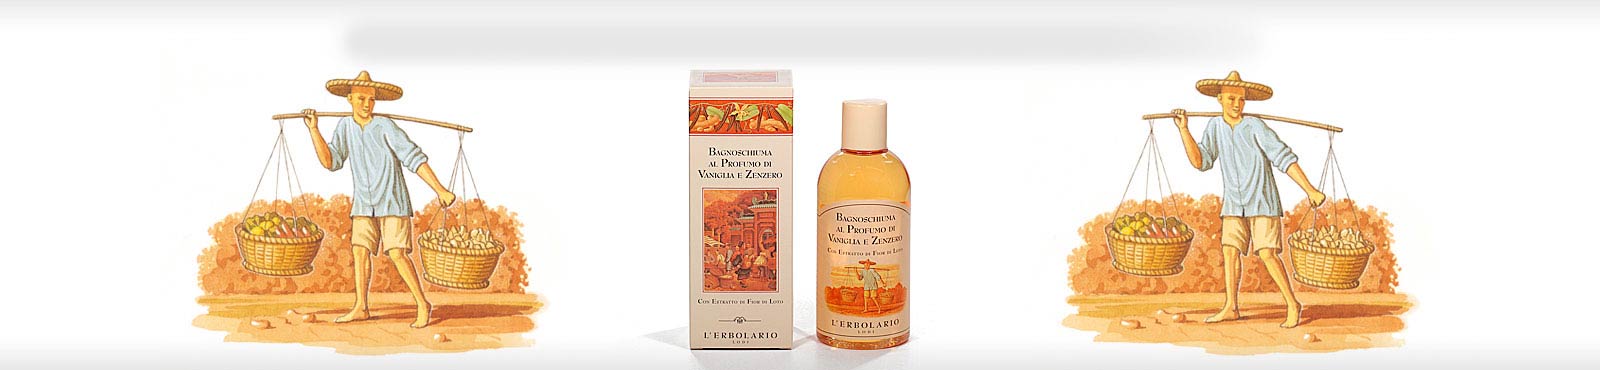 BAGNOSCHIUMA
AL PROFUMO DI
VANIGLIA E ZENZERO
CON ESTRATTO DI FIOR DI LOTO
L'ERBOLARIO
LODI
BAGNOSCHIUMA
AL PROFUMO DI
VANIGLIA E ZENZERO
CON ESTRATTO DI FIOR DI LOTO
L'ERBOLARIO
LODI